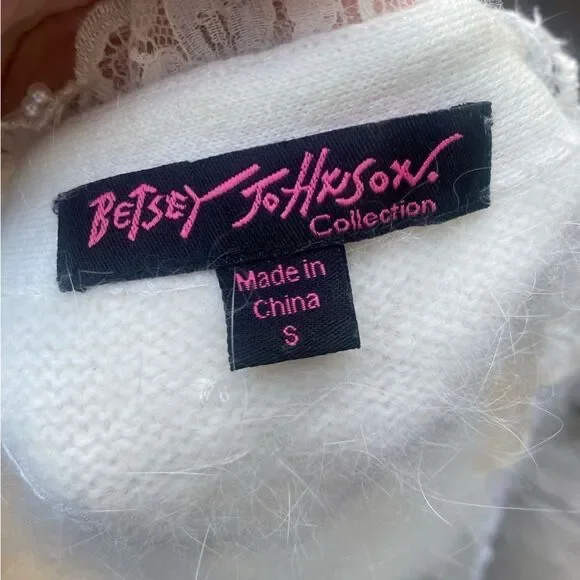 BETSEY JOHNSON.
Collection
Made in
China
S